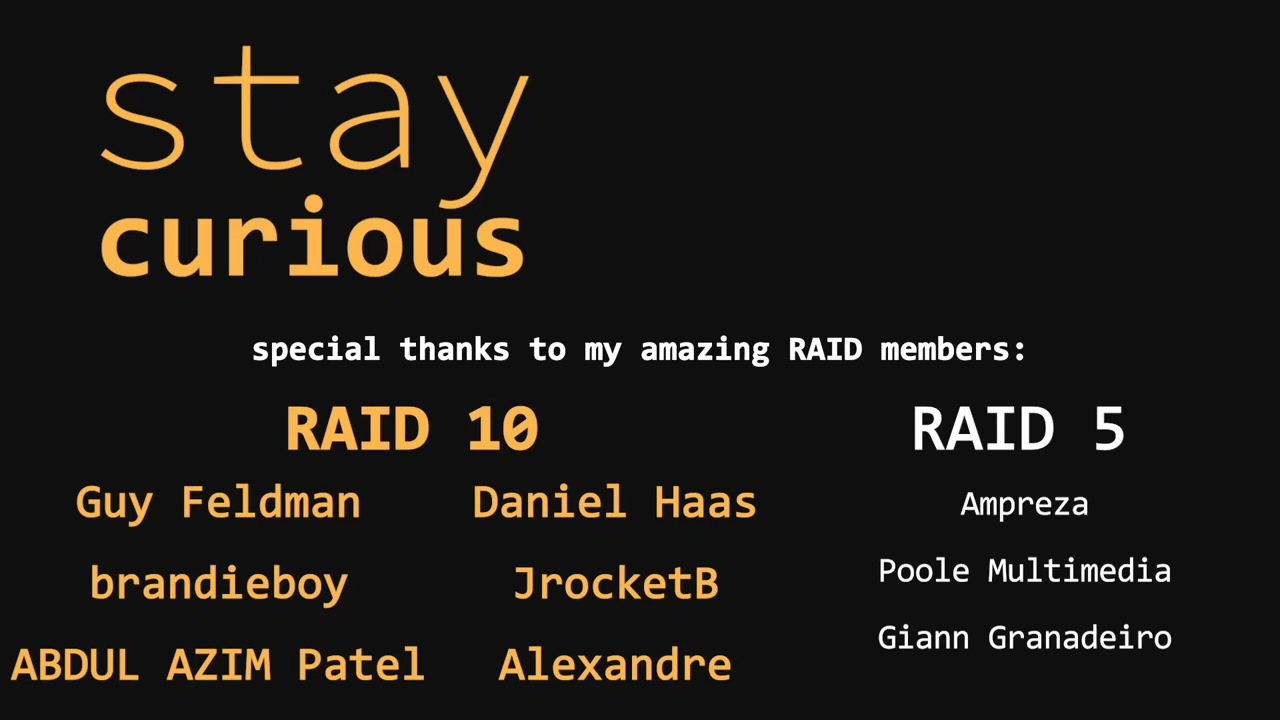 stay
curious
special thanks to my amazing RAID members:
RAID 10
Guy Feldman
Daniel Haas
brandieboy
JrocketB
ABDUL AZIM Patel
Alexandre
RAID 5
Ampreza
Poole Multimedia
Giann Granadeiro